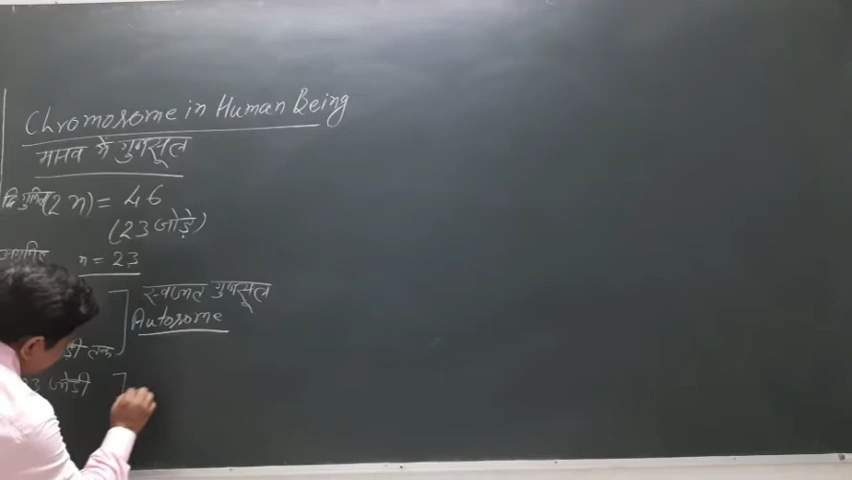 Chromosome in Human Being
मानव में गुणसूत्र
द्विगुणित (2n) = 46
(23 जोड़े)
n = 23
स्वजात गुणसूत्र
Autosome
ड़ी तक
23 जोड़ी